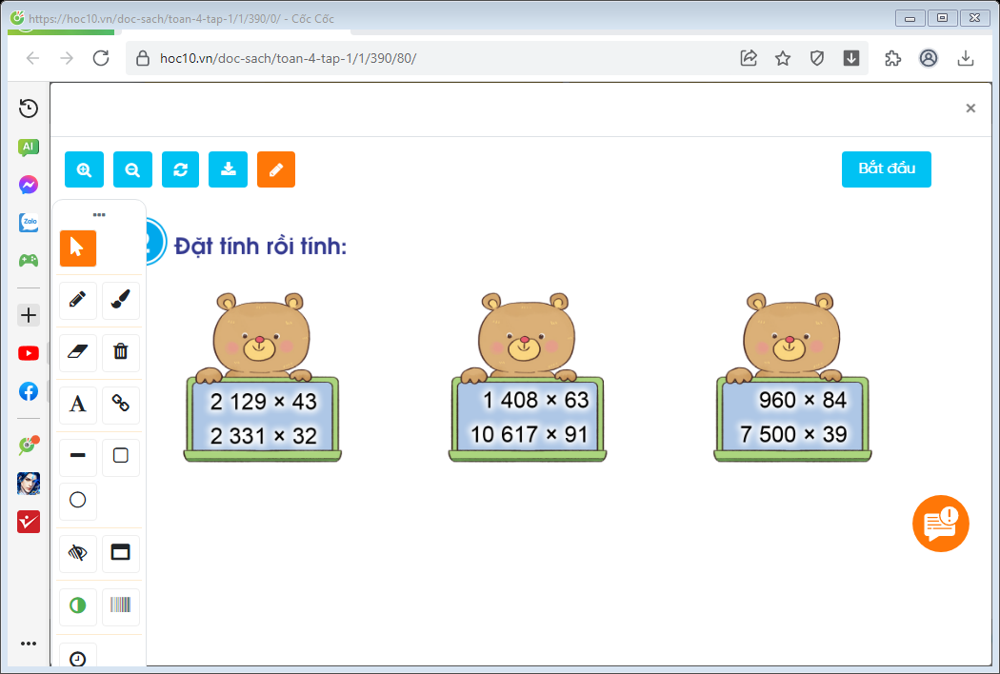 https://hoc10.vn/doc-sach/toan-4-tap-1/1/390/0/ - Cốc Cốc
hoc10.vn/doc-sach/toan-4-tap-1/1/390/80/
AI
Zalo
Bắt đầu
Đặt tính rồi tính:
2 129 × 43
2 331 × 32
1 408 × 63
10 617 × 91
960 × 84
7 500 × 39
A